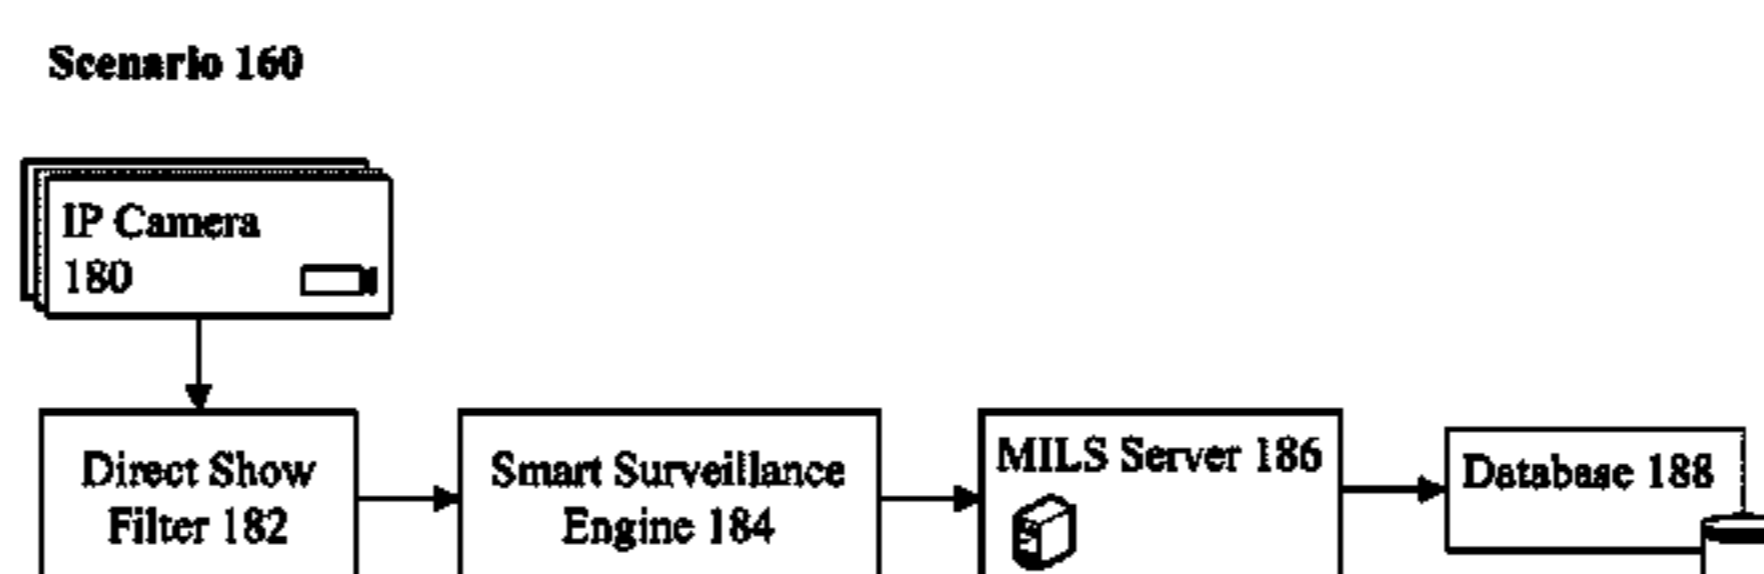 Scenario 160
IP Camera
180
Direct Show
Filter 182
Smart Surveillance
Engine 184
MILS Server 186
Database 188